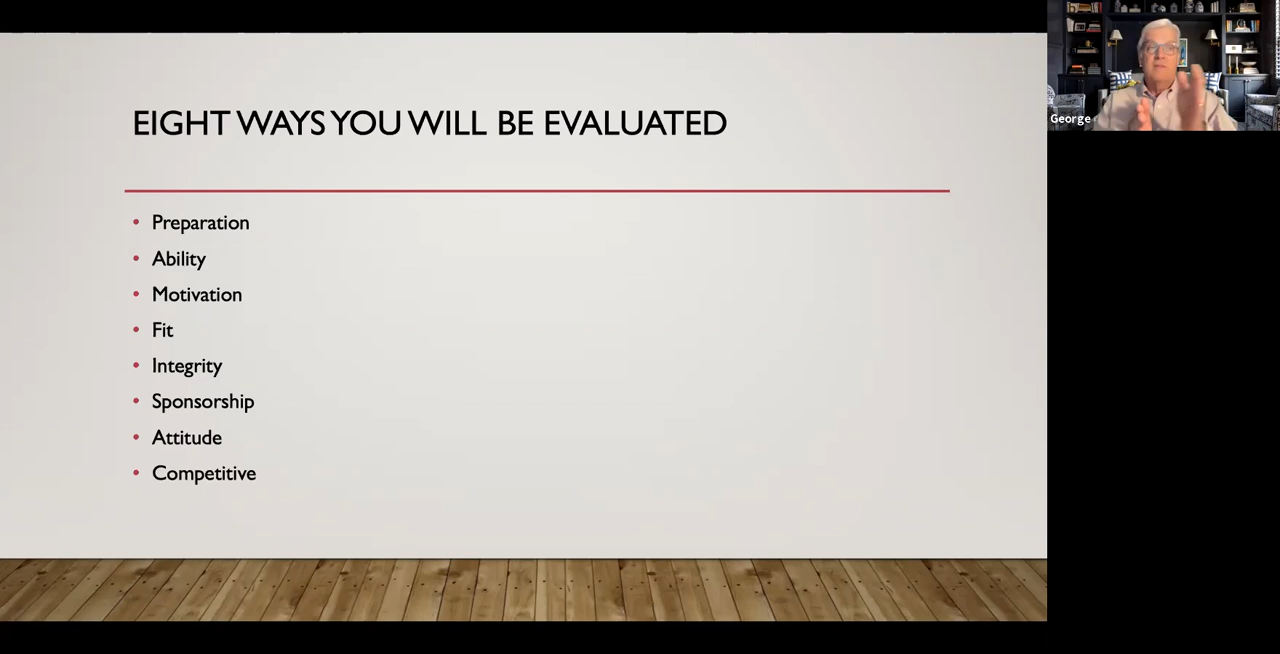 EIGHT WAYS YOU WILL BE EVALUATED
• Preparation
• Ability
• Motivation
• Fit
• Integrity
• Sponsorship
• Attitude
• Competitive
George